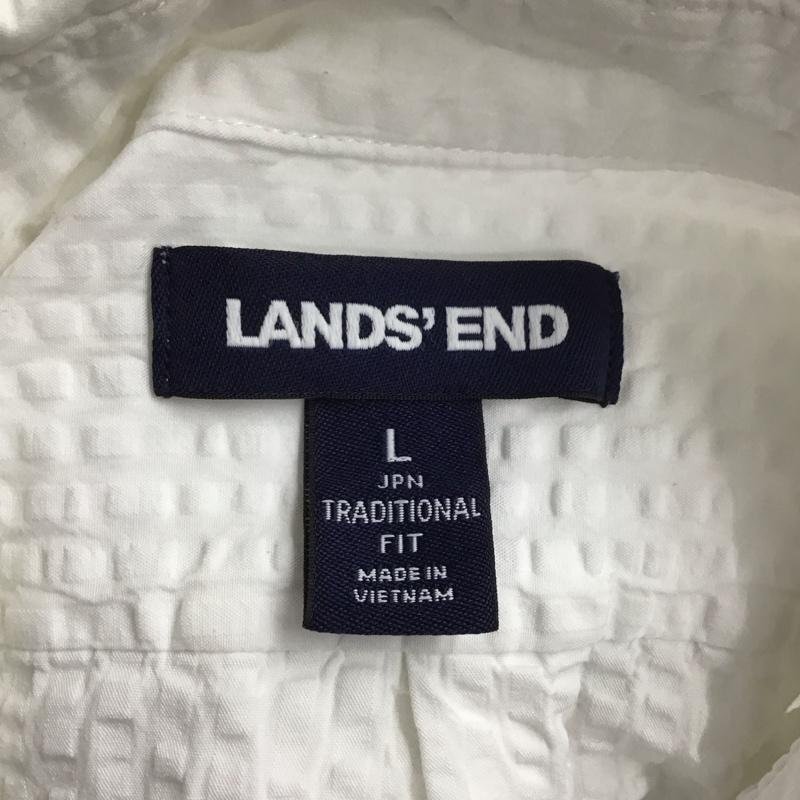 LANDS' END
L
JPN
TRADITIONAL
FIT
MADE IN
VIETNAM